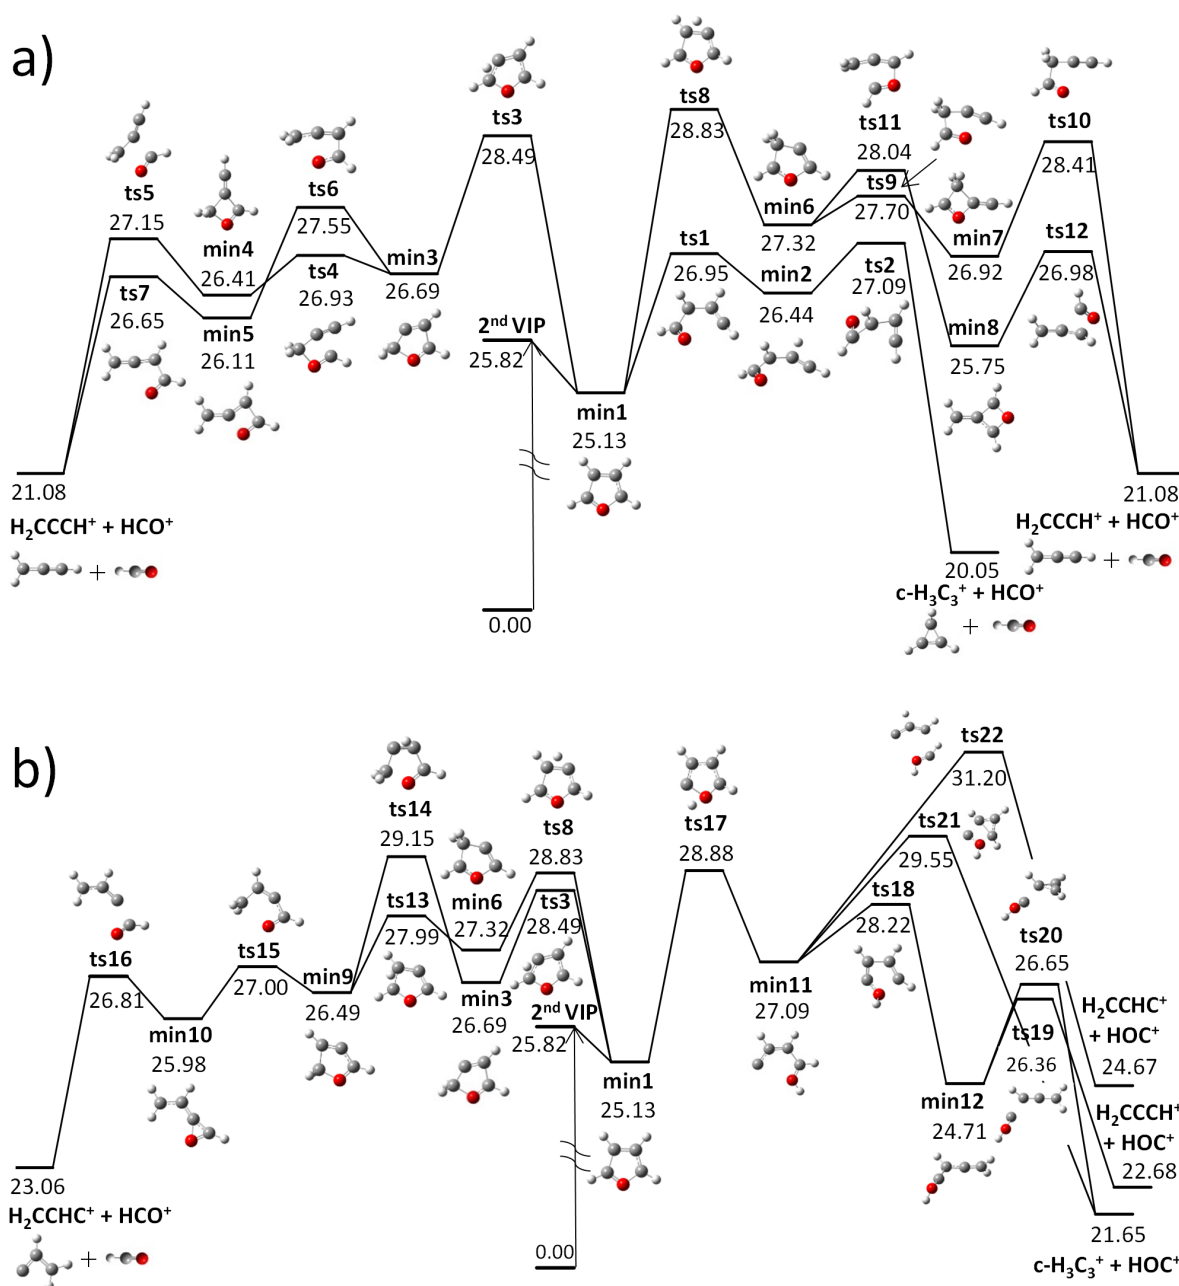 a)
ts3
28.49
ts8
28.83
ts11
28.04
ts10
28.41
ts5
27.15
ts6
27.55
min4
26.41
ts9
27.70
min6
27.32
min7
26.92
ts12
26.98
ts7
26.65
ts4
26.93
min3
26.69
ts1
26.95
min2
26.44
ts2
27.09
min5
26.11
2nd VIP
25.82
min8
25.75
min1
25.13
21.08
H2CCCH+ + HCO+
+
21.08
H2CCCH+ + HCO+
+
20.05
c-H3C3+ + HCO+
+
0.00
b)
ts22
31.20
ts14
29.15
ts8
28.83
ts17
28.88
ts21
29.55
min6
27.32
ts13
27.99
ts3
28.49
ts18
28.22
ts16
26.81
ts15
27.00
min9
26.49
ts20
26.65
min3
26.69
min11
27.09
2nd VIP
25.82
H2CCHC+
+ HOC+
24.67
min10
25.98
ts19
26.36
min1
25.13
min12
24.71
H2CCCH+
+ HOC+
22.68
23.06
H2CCHC+ + HCO+
+
0.00
21.65
c-H3C3+ + HOC+